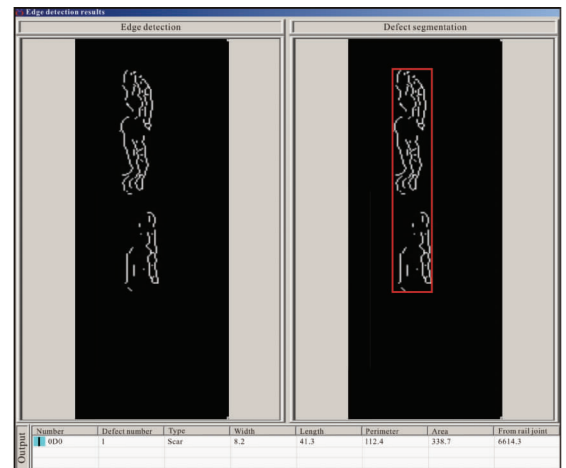 Edge detection results
Edge detection
Defect segmentation
Output
Number Defect number Type Width Length Perimeter Area From rail joint
0D0 1 Scar 8.2 41.3 112.4 338.7 6614.3